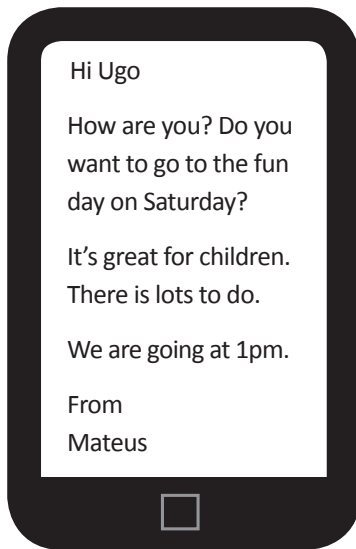 Hi Ugo
How are you? Do you
want to go to the fun
day on Saturday?
It’s great for children.
There is lots to do.
We are going at 1pm.
From
Mateus